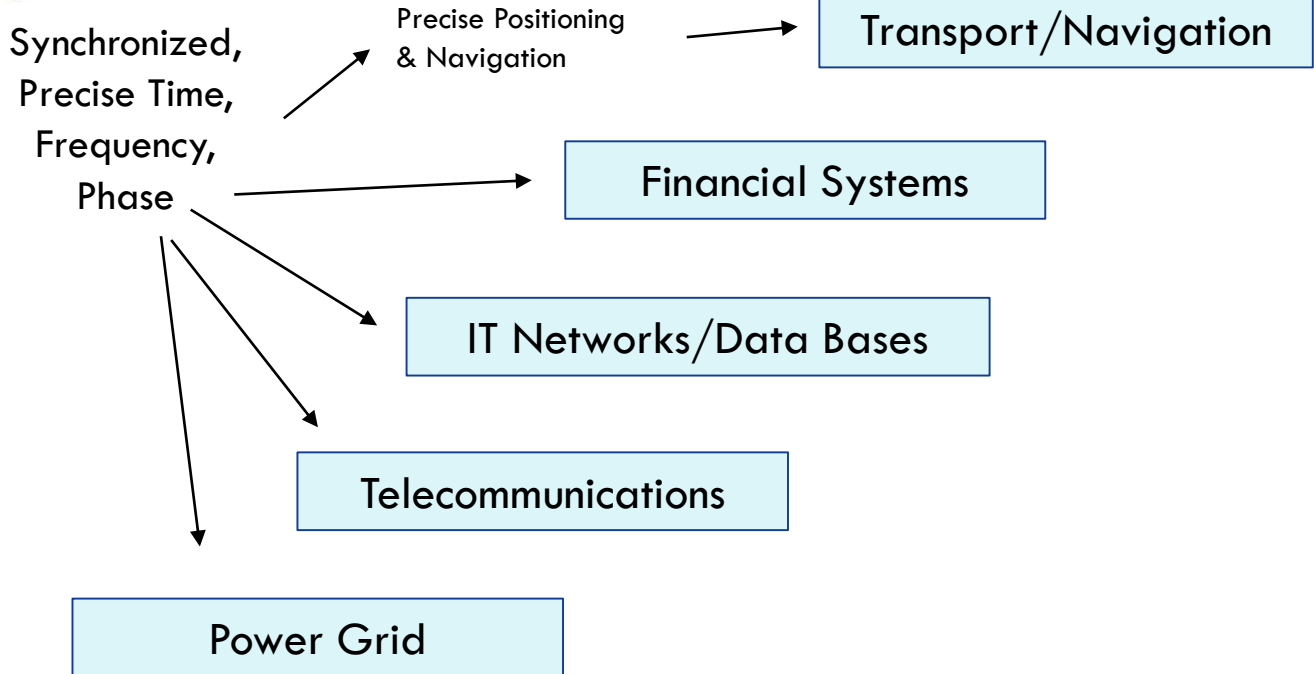 Synchronized,
Precise Time,
Frequency,
Phase
Precise Positioning
& Navigation
Transport/Navigation
Financial Systems
IT Networks/Data Bases
Telecommunications
Power Grid